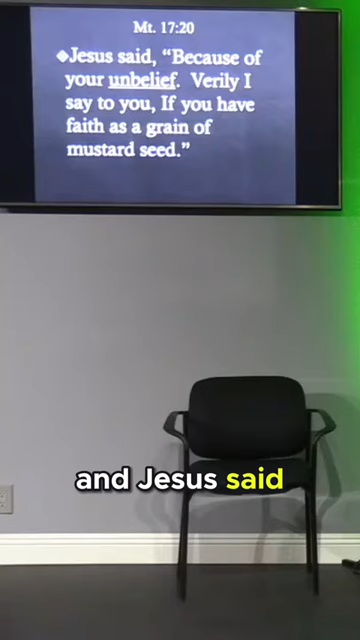 Mt. 17:20
❖Jesus said, “Because of
your unbelief.  Verily I
say to you, If you have
faith as a grain of
mustard seed.”
and Jesus said